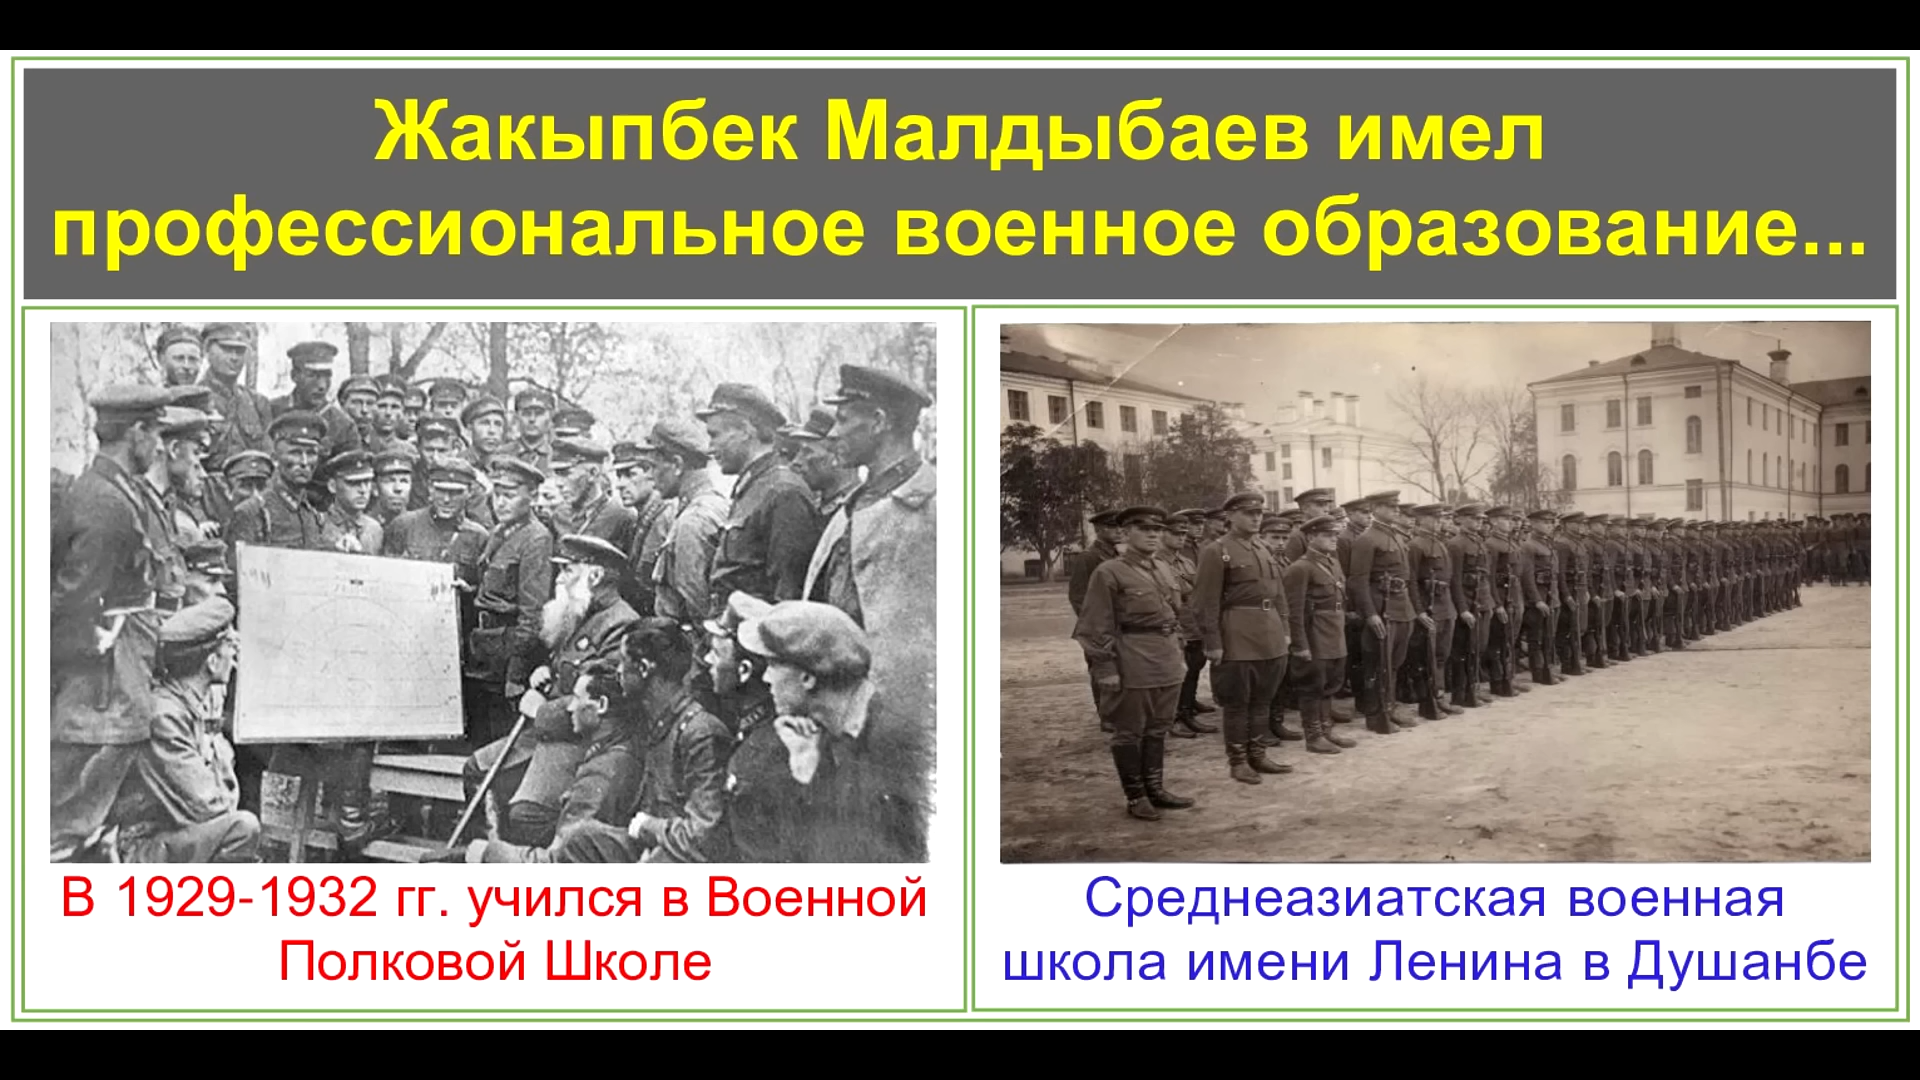 Жакыпбек Малдыбаев имел
профессиональное военное образование...
В 1929-1932 гг. учился в Военной
Полковой Школе
Среднеазиатская военная
школа имени Ленина в Душанбе